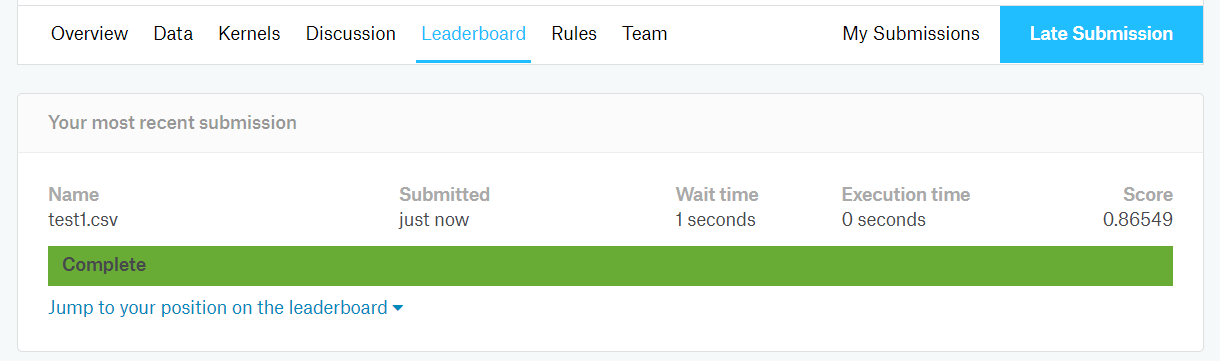 Overview Data Kernels Discussion Leaderboard Rules Team My Submissions Late Submission
Your most recent submission
Name Submitted Wait time Execution time Score
test1.csv just now 1 seconds 0 seconds 0.86549
Complete
Jump to your position on the leaderboard